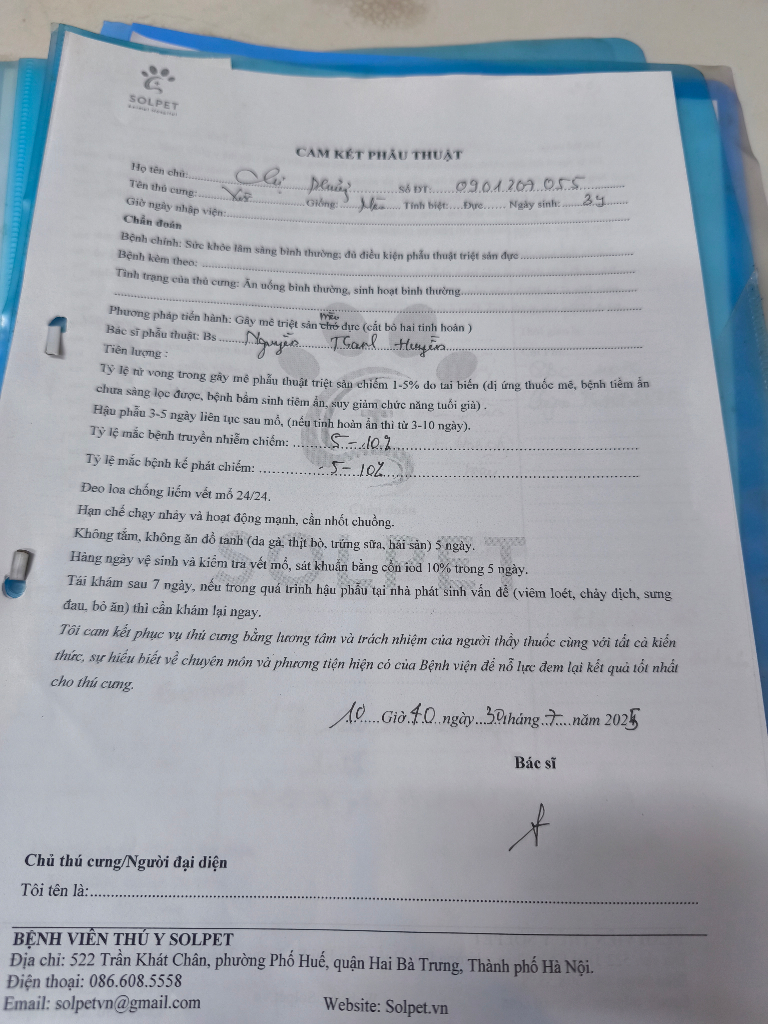 SOLPET
Animal Hospital
CAM KẾT PHẪU THUẬT
Họ tên chủ: Chị Phuỷ Số ĐT: 0901207055
Tên thú cưng: Giống: Mèo Tính biệt: Đực Ngày sinh: 3y
Giờ ngày nhập viện:
Chẩn đoán
Bệnh chính: Sức khỏe lâm sàng bình thường; đủ điều kiện phẫu thuật triệt sản đực
Bệnh kèm theo:
Tình trạng của thú cưng: Ăn uống bình thường, sinh hoạt bình thường
Phương pháp tiến hành: Gây mê triệt sản chó mèo đực (cắt bỏ hai tinh hoàn )
Bác sĩ phẫu thuật: Bs Nguyễn Thanh Huyền
Tiên lượng :
Tỷ lệ tử vong trong gây mê phẫu thuật triệt sản chiếm 1-5% do tai biến (dị ứng thuốc mê, bệnh tiềm ẩn
chưa sàng lọc được, bệnh bẩm sinh tiềm ẩn, suy giảm chức năng tuổi già) .
Hậu phẫu 3-5 ngày liên tục sau mổ, (nếu tinh hoàn ẩn thì từ 3-10 ngày).
Tỷ lệ mắc bệnh truyền nhiễm chiếm: 5-10%
Tỷ lệ mắc bệnh kế phát chiếm: 5-10%
Đeo loa chống liếm vết mổ 24/24.
Hạn chế chạy nhảy và hoạt động mạnh, cần nhốt chuồng.
Không tắm, không ăn đồ tanh (da gà, thịt bò, trứng sữa, hải sản) 5 ngày.
SOLPET
Hàng ngày vệ sinh và kiểm tra vết mổ, sát khuẩn bằng cồn iod 10% trong 5 ngày.
Tái khám sau 7 ngày, nếu trong quá trình hậu phẫu tại nhà phát sinh vấn đề (viêm loét, chảy dịch, sưng
đau, bỏ ăn) thì cần khám lại ngay.
Tôi cam kết phục vụ thú cưng bằng lương tâm và trách nhiệm của người thầy thuốc cùng với tất cả kiến
thức, sự hiểu biết về chuyên môn và phương tiện hiện có của Bệnh viện để nỗ lực đem lại kết quả tốt nhất
cho thú cưng.
10 Giờ 40 ngày 30 tháng 7 năm 2025
Bác sĩ
Chủ thú cưng/Người đại diện
Tôi tên là:
BỆNH VIÊN THÚ Y SOLPET
Địa chỉ: 522 Trần Khát Chân, phường Phố Huế, quận Hai Bà Trưng, Thành phố Hà Nội.
Điện thoại: 086.608.5558
Email: solpetvn@gmail.com Website: Solpet.vn